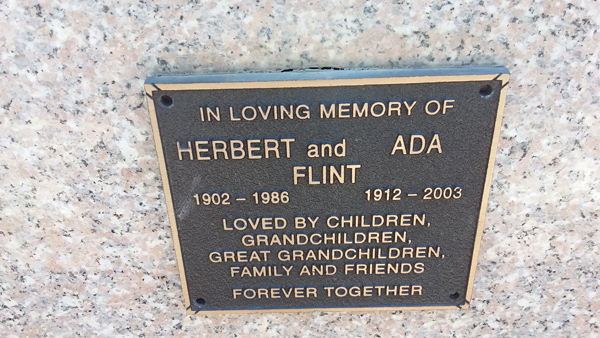 IN LOVING MEMORY OF
HERBERT and ADA
FLINT
1902 – 1986 1912 – 2003
LOVED BY CHILDREN,
GRANDCHILDREN,
GREAT GRANDCHILDREN,
FAMILY AND FRIENDS
FOREVER TOGETHER